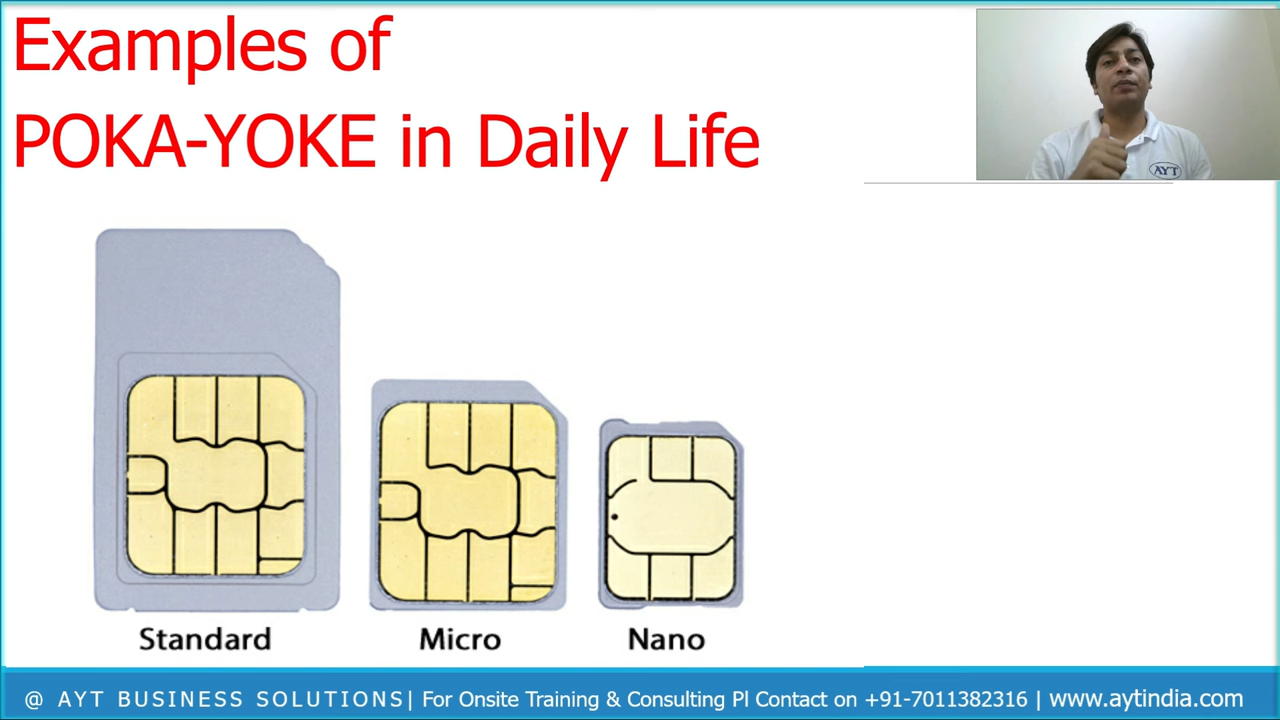 Examples of
POKA-YOKE in Daily Life
AYT
Standard
Micro
Nano
@ AYT BUSINESS SOLUTIONS| For Onsite Training & Consulting Pl Contact on +91-7011382316 | www.aytindia.com